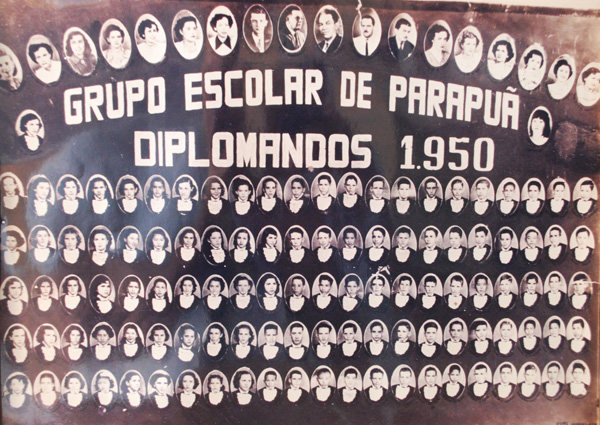 GRUPO ESCOLAR DE PARAPUÃ
DIPLOMANDOS 1.950